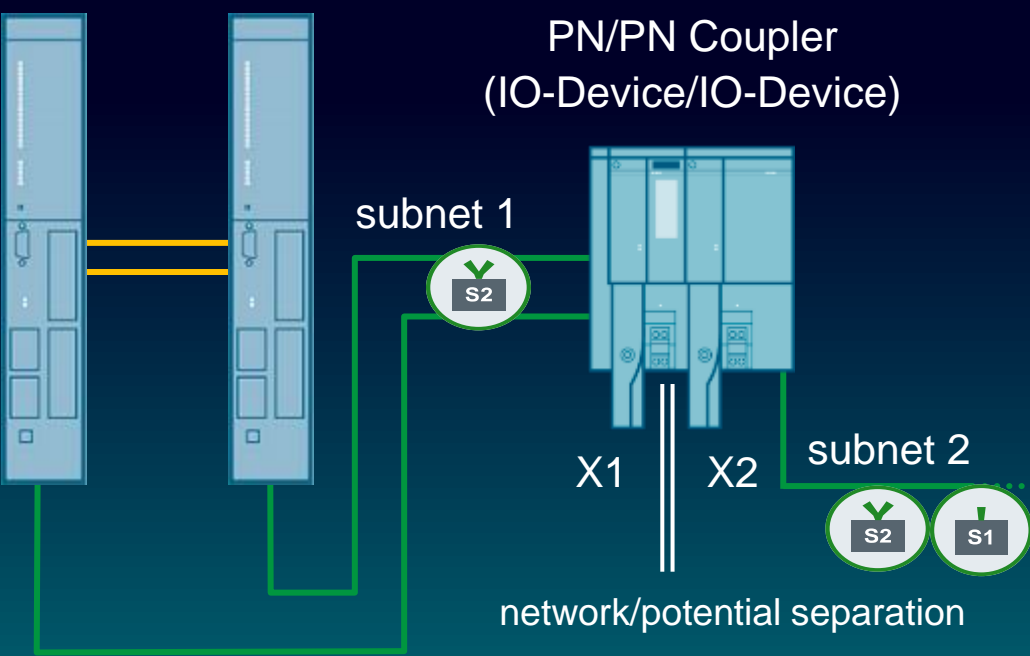 PN/PN Coupler
(IO-Device/IO-Device)
subnet 1
S2
X1
X2
subnet 2
S2
S1
network/potential separation